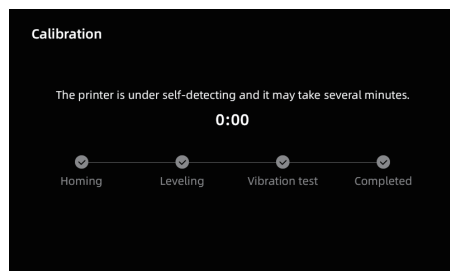 Calibration
The printer is under self-detecting and it may take several minutes.
0:00
Homing Leveling Vibration test Completed